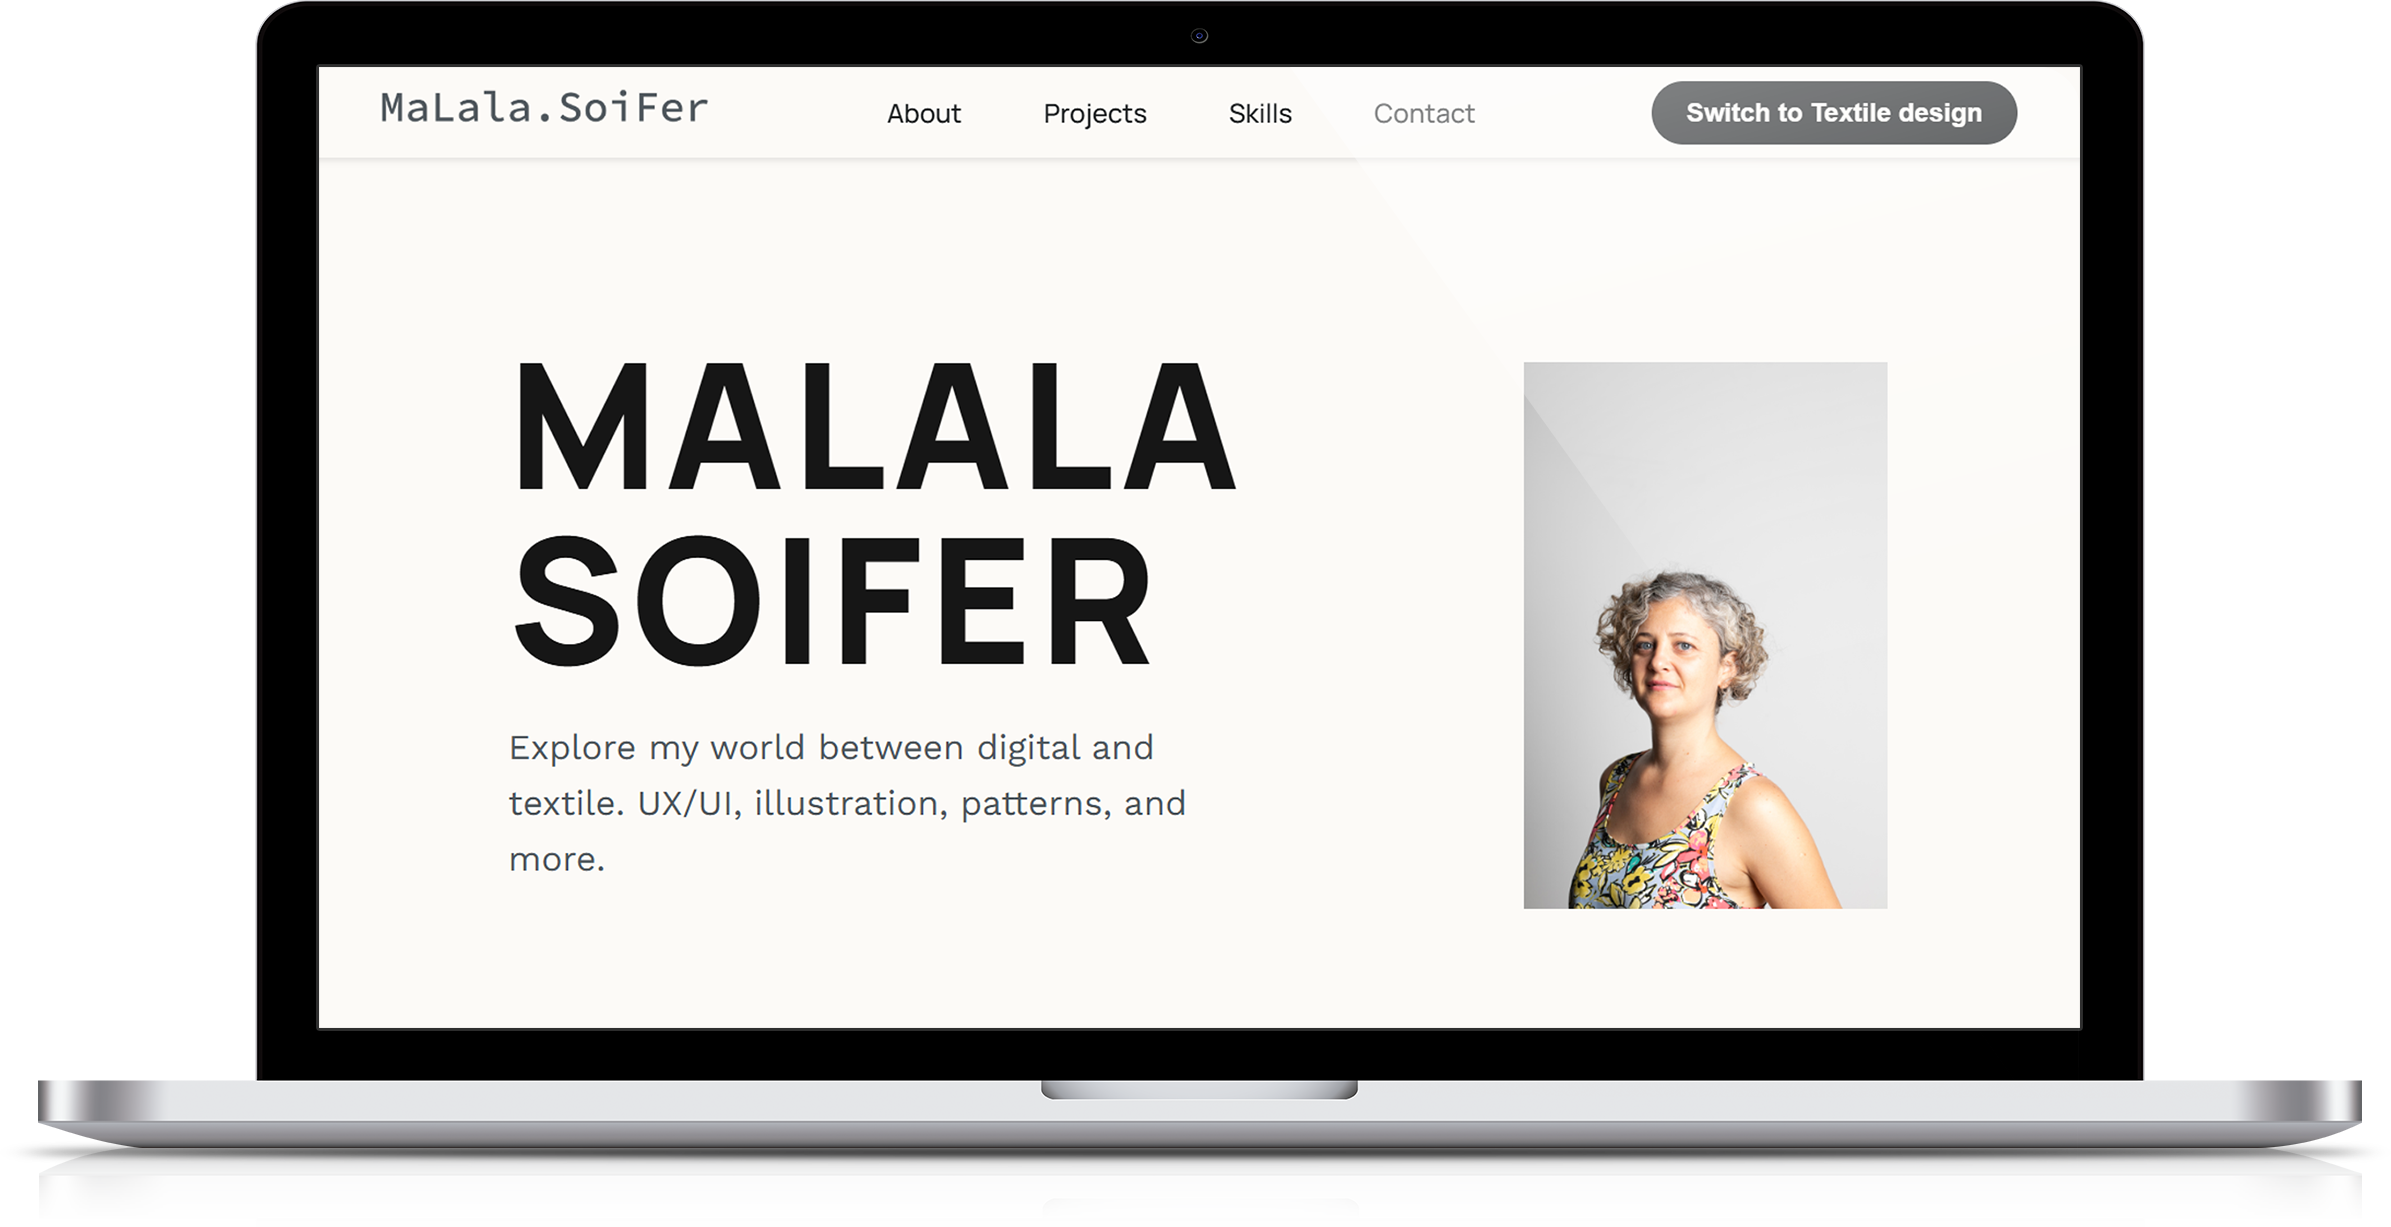 MaLala.SoiFer
About
Projects
Skills
Contact
Switch to Textile design
MALALA
SOIFER
Explore my world between digital and
textile. UX/UI, illustration, patterns, and
more.